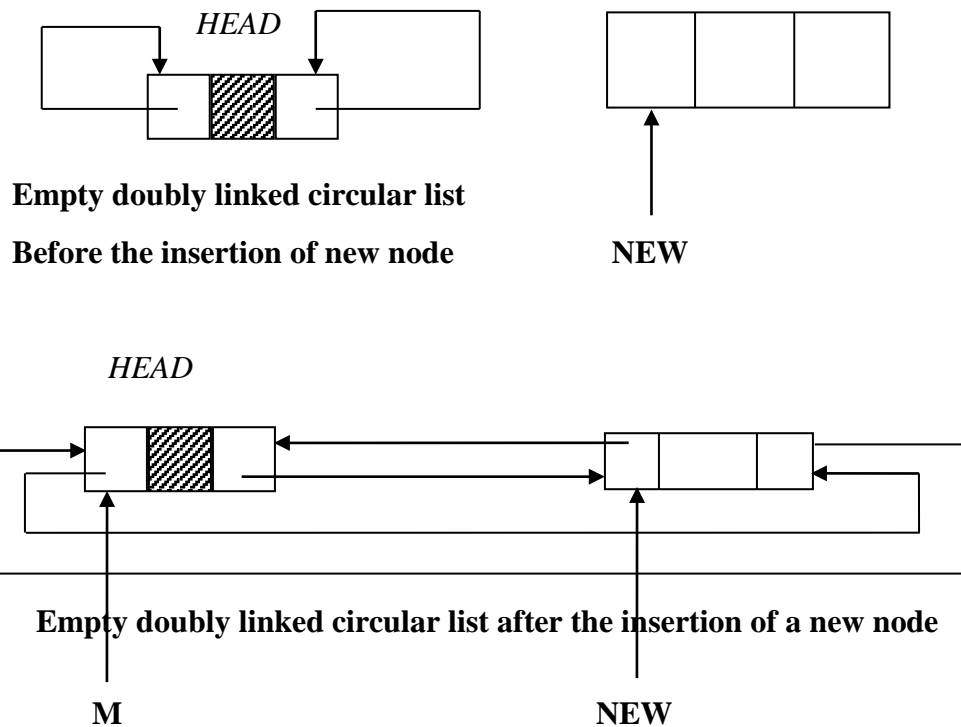 HEAD
Empty doubly linked circular list
Before the insertion of new node
NEW
HEAD
Empty doubly linked circular list after the insertion of a new node
M
NEW